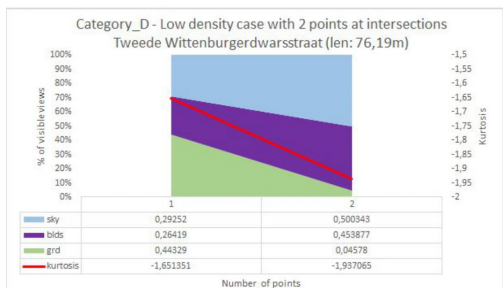 Category_D - Low density case with 2 points at intersections
Tweede Wittenburgerdwarsstraat (len: 76,19m)
100%
90%
80%
70%
60%
50%
40%
30%
20%
10%
0%
% of visible views
-1,5
-1,55
-1,6
-1,65
-1,7
-1,75
-1,8
-1,85
-1,9
-1,95
-2
Kurtosis
1 2
sky 0,29252 0,500343
blds 0,26419 0,453877
grd 0,44329 0,04578
kurtosis -1,651351 -1,937065
Number of points